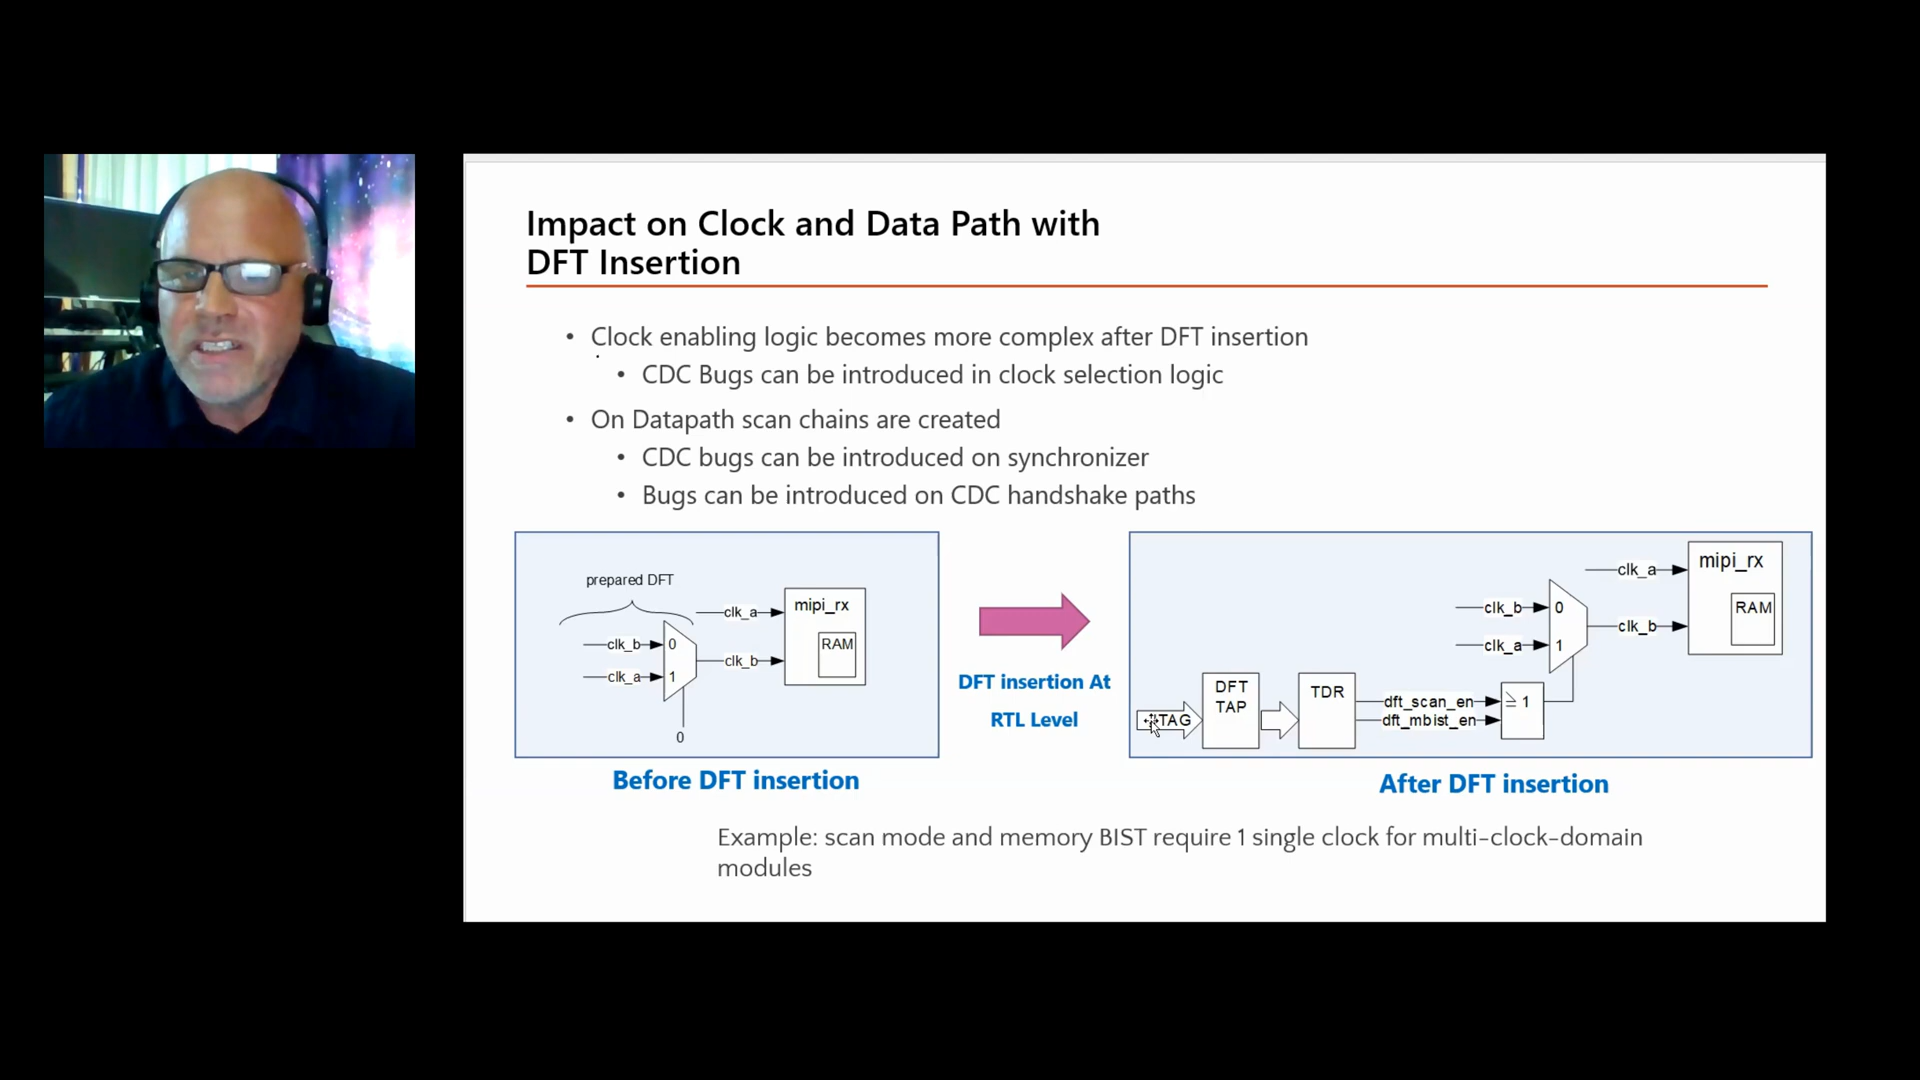 Impact on Clock and Data Path with
DFT Insertion
• Clock enabling logic becomes more complex after DFT insertion
• CDC Bugs can be introduced in clock selection logic
• On Datapath scan chains are created
• CDC bugs can be introduced on synchronizer
• Bugs can be introduced on CDC handshake paths
prepared DFT
clk_a
mipi_rx
clk_b
0
RAM
clk_b
clk_a
1
0
Before DFT insertion
DFT insertion At
RTL Level
clk_a
mipi_rx
clk_b
0
RAM
clk_b
clk_a
1
TAG
DFT
TAP
TDR
dft_scan_en
dft_mbist_en
≥ 1
After DFT insertion
Example: scan mode and memory BIST require 1 single clock for multi-clock-domain
modules